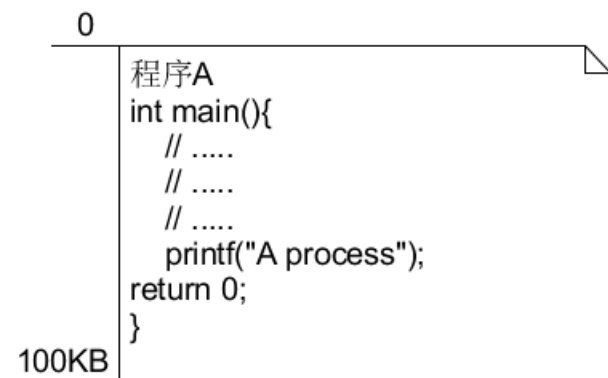 0
程序A
int main(){
// .....
// .....
// .....
printf("A process");
return 0;
}
100KB